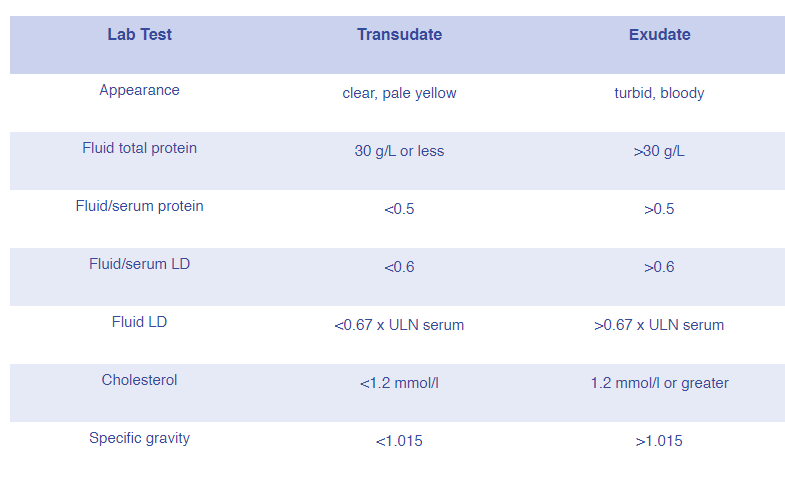 Lab Test Transudate Exudate
Appearance clear, pale yellow turbid, bloody
Fluid total protein 30 g/L or less >30 g/L
Fluid/serum protein <0.5 >0.5
Fluid/serum LD <0.6 >0.6
Fluid LD <0.67 x ULN serum >0.67 x ULN serum
Cholesterol <1.2 mmol/l 1.2 mmol/l or greater
Specific gravity <1.015 >1.015